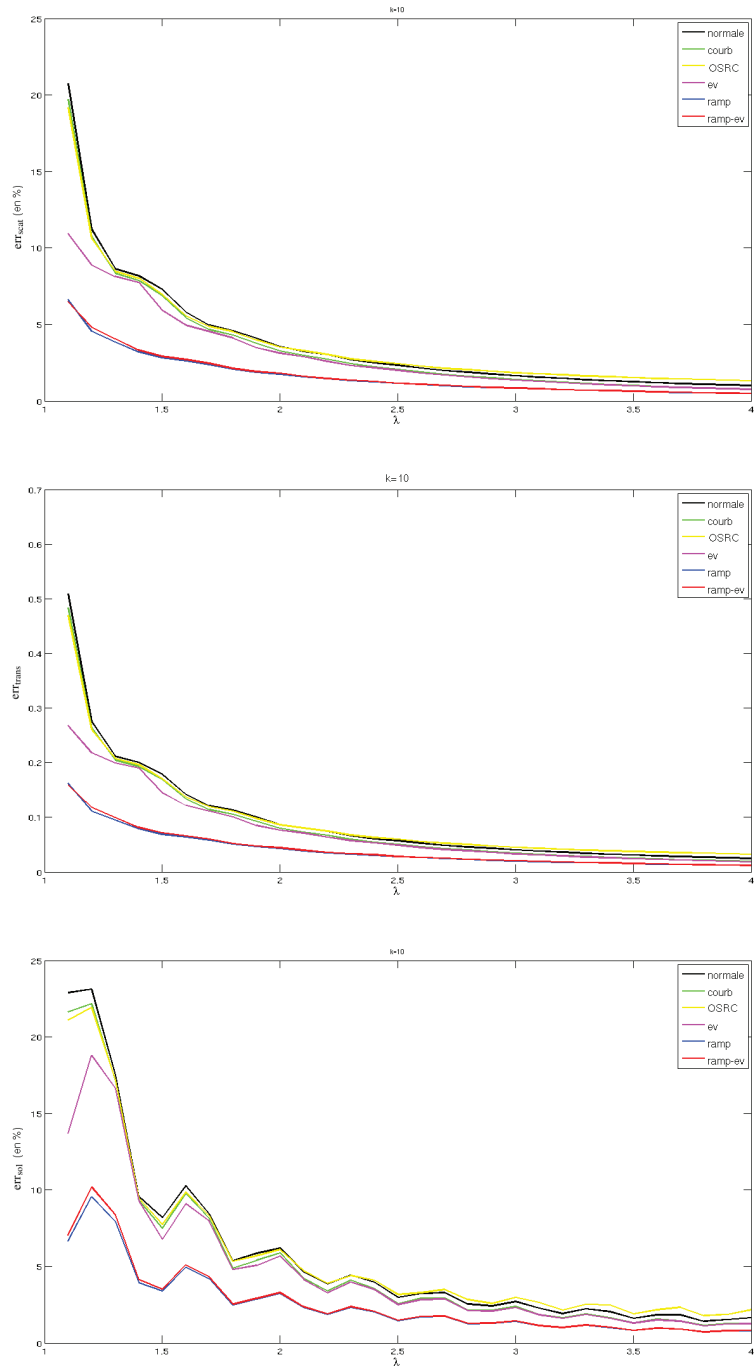 k=10
25
20
15
10
5
0
err_scat (en %)
1
1.5
2
2.5
3
3.5
4
λ
normale
courb
OSRC
ev
ramp
ramp-ev
k=10
0.7
0.6
0.5
0.4
0.3
0.2
0.1
0
err_trans
1
1.5
2
2.5
3
3.5
4
λ
normale
courb
OSRC
ev
ramp
ramp-ev
k=10
25
20
15
10
5
0
err_sol (en %)
1
1.5
2
2.5
3
3.5
4
λ
normale
courb
OSRC
ev
ramp
ramp-ev